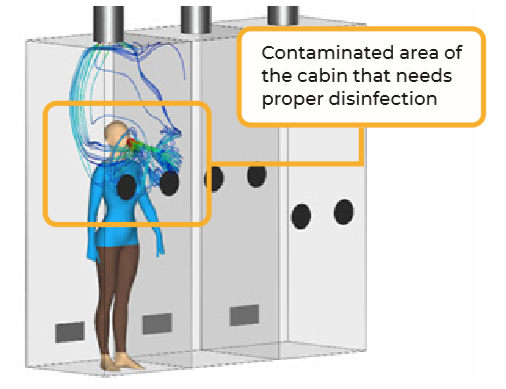 Contaminated area of
the cabin that needs
proper disinfection